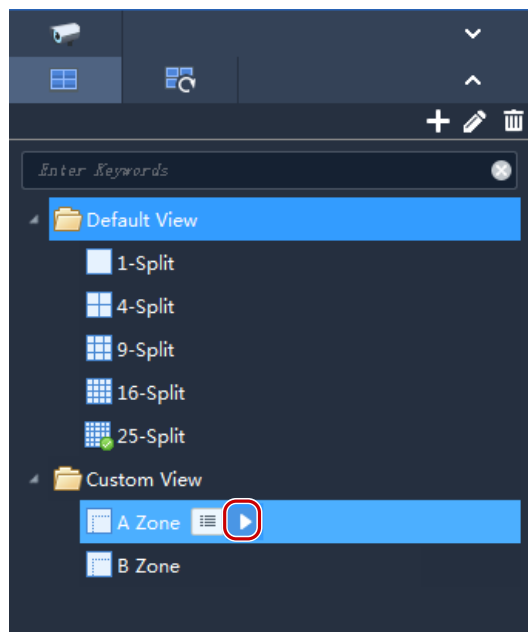 Enter Keywords
Default View
1-Split
4-Split
9-Split
16-Split
25-Split
Custom View
A Zone
B Zone